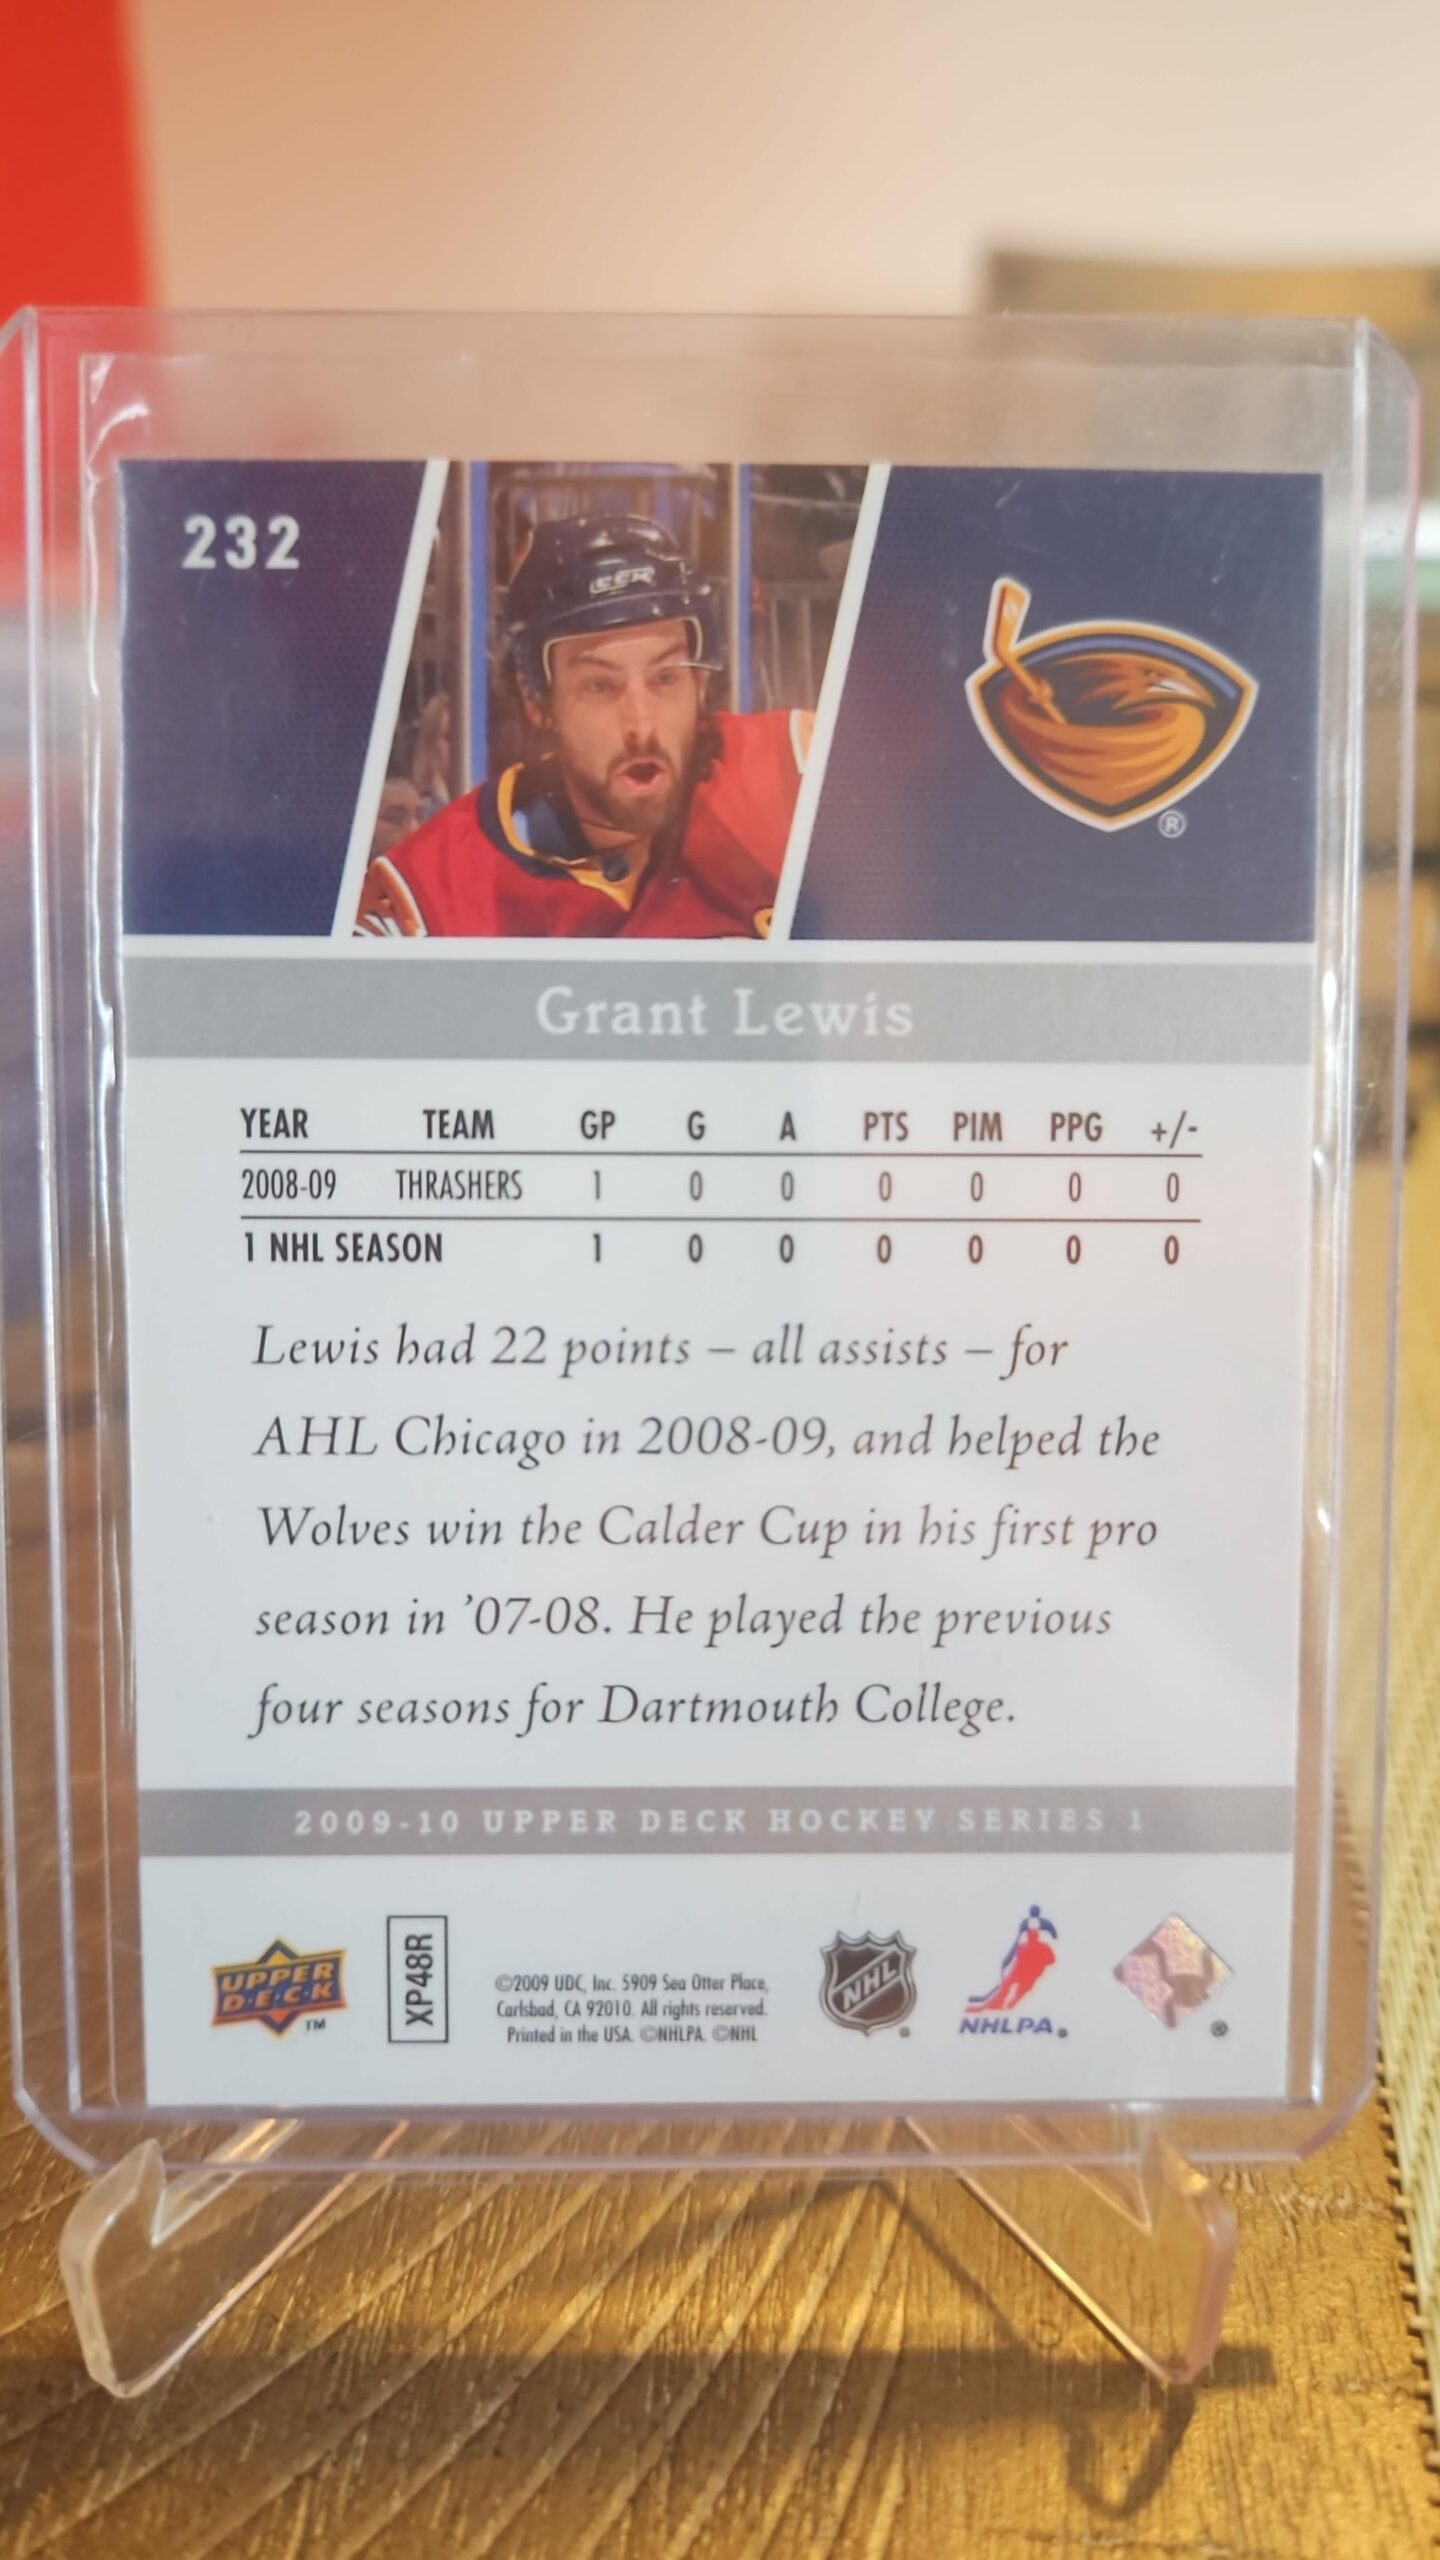 232
CCM
®
Grant Lewis
YEAR TEAM GP G A PTS PIM PPG +/-
2008-09 THRASHERS 1 0 0 0 0 0 0
1 NHL SEASON 1 0 0 0 0 0 0
Lewis had 22 points – all assists – for
AHL Chicago in 2008-09, and helped the
Wolves win the Calder Cup in his first pro
season in ’07-08. He played the previous
four seasons for Dartmouth College.
2009-10 UPPER DECK HOCKEY SERIES 1
UPPER
D·E·C·K
TM
XP48R
©2009 UDC, Inc. 5909 Sea Otter Place,
Carlsbad, CA 92010. All rights reserved.
Printed in the USA. ©NHLPA. ©NHL
NHL
NHLPA®
®